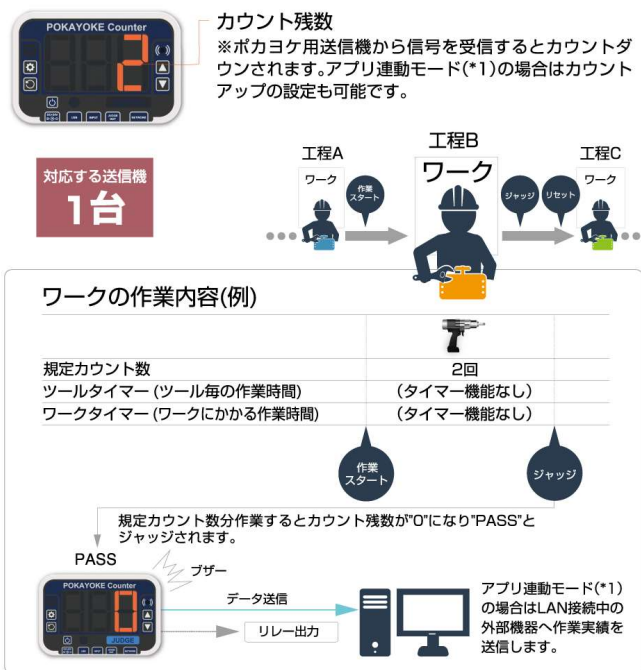 POKAYOKE Counter
2
カウント残数
※ポカヨケ用送信機から信号を受信するとカウントダ
ウンされます。アプリ連動モード(*1)の場合はカウント
アップの設定も可能です。
対応する送信機
1台
工程A
ワーク
作業
スタート
工程B
ワーク
ジャッジ
リセット
工程C
ワーク
ワークの作業内容(例)
規定カウント数
2回
ツールタイマー (ツール毎の作業時間)
(タイマー機能なし)
ワークタイマー (ワークにかかる作業時間)
(タイマー機能なし)
作業
スタート
ジャッジ
規定カウント数分作業するとカウント残数が"0"になり"PASS"と
ジャッジされます。
PASS
ブザー
POKAYOKE Counter
0
JUDGE
データ送信
リレー出力
アプリ連動モード(*1)
の場合はLAN接続中の
外部機器へ作業実績を
送信します。